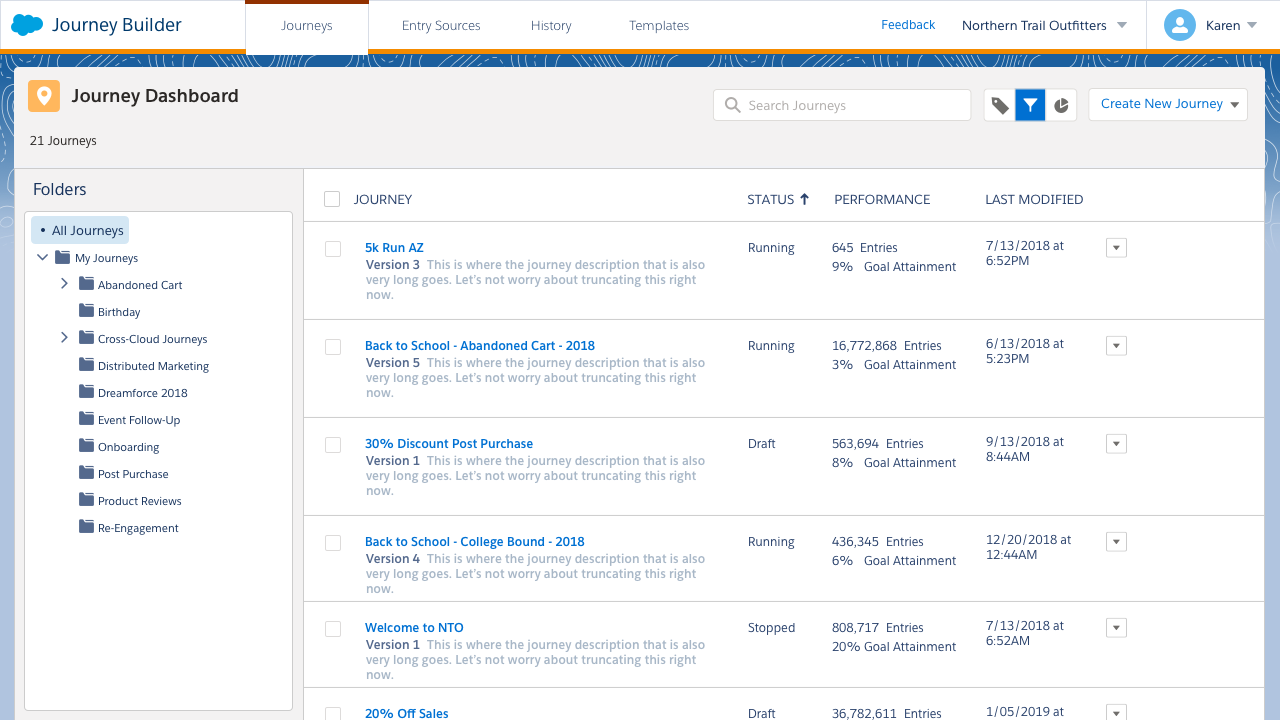 Journey Builder
Journeys
Entry Sources
History
Templates
Feedback
Northern Trail Outfitters
Karen
Journey Dashboard
Search Journeys
Create New Journey
21 Journeys
Folders
• All Journeys
My Journeys
Abandoned Cart
Birthday
Cross-Cloud Journeys
Distributed Marketing
Dreamforce 2018
Event Follow-Up
Onboarding
Post Purchase
Product Reviews
Re-Engagement
JOURNEY STATUS PERFORMANCE LAST MODIFIED
5k Run AZ
Version 3 This is where the journey description that is also
very long goes. Let's not worry about truncating this right
now.
Running
645 Entries
9% Goal Attainment
7/13/2018 at
6:52PM
Back to School - Abandoned Cart - 2018
Version 5 This is where the journey description that is also
very long goes. Let's not worry about truncating this right
now.
Running
16,772,868 Entries
3% Goal Attainment
6/13/2018 at
5:23PM
30% Discount Post Purchase
Version 1 This is where the journey description that is also
very long goes. Let's not worry about truncating this right
now.
Draft
563,694 Entries
8% Goal Attainment
9/13/2018 at
8:44AM
Back to School - College Bound - 2018
Version 4 This is where the journey description that is also
very long goes. Let's not worry about truncating this right
now.
Running
436,345 Entries
6% Goal Attainment
12/20/2018 at
12:44AM
Welcome to NTO
Version 1 This is where the journey description that is also
very long goes. Let's not worry about truncating this right
now.
Stopped
808,717 Entries
20% Goal Attainment
7/13/2018 at
6:52AM
20% Off Sales
Draft
36,782,611 Entries
1/05/2019 at